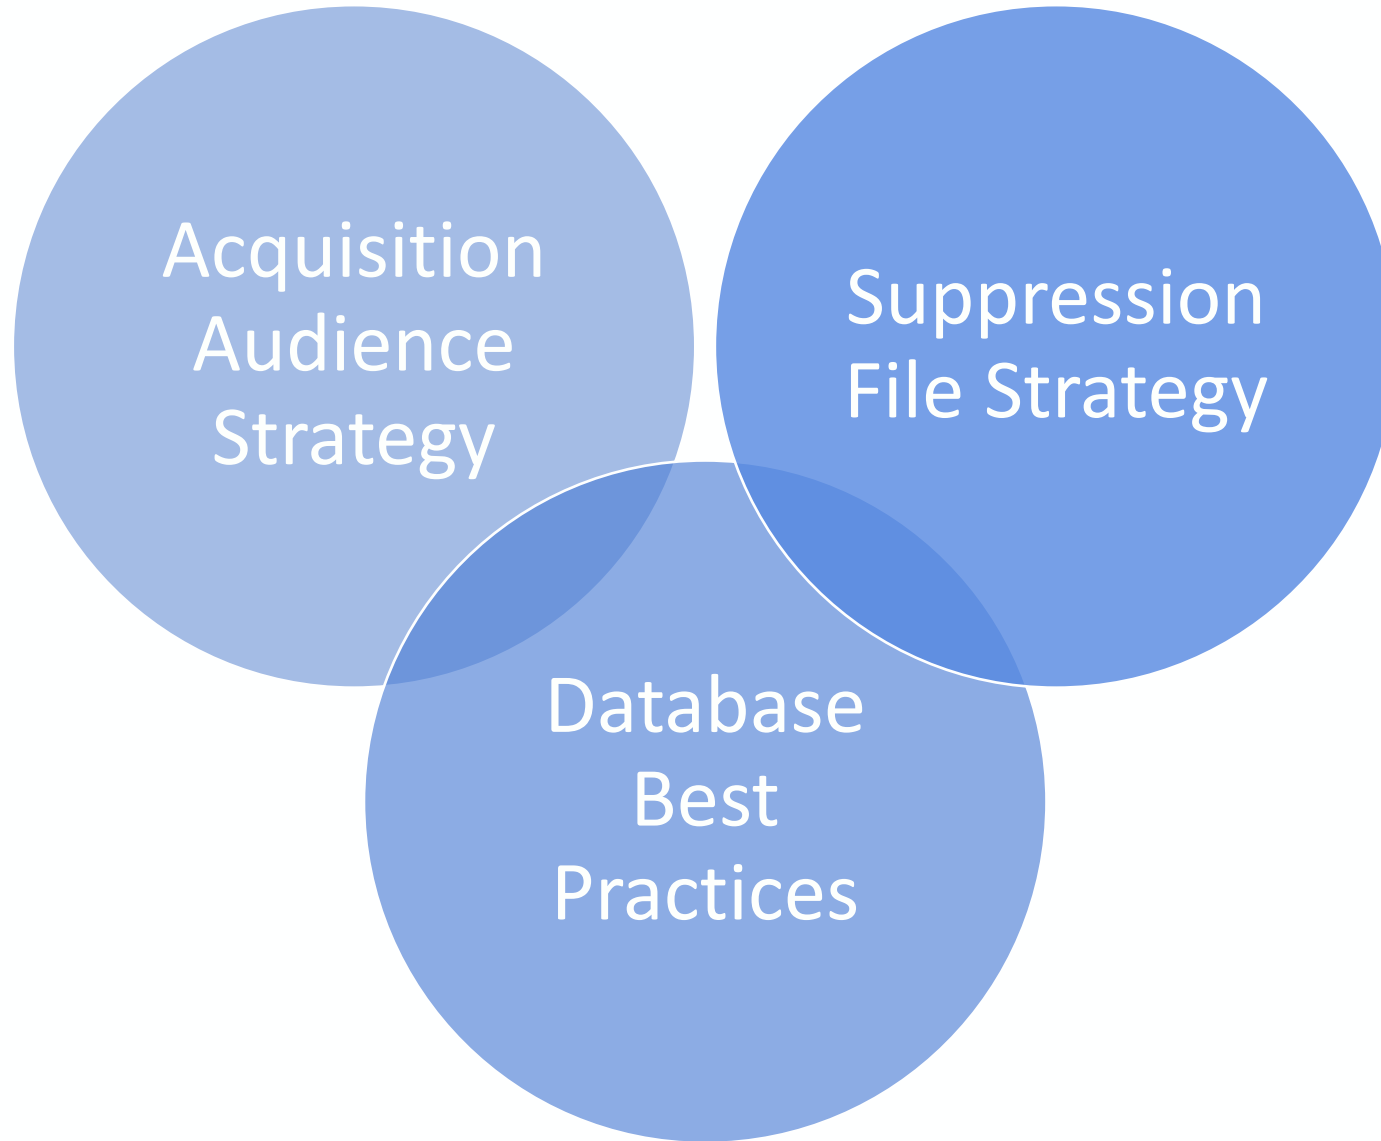 Acquisition
Audience
Strategy
Suppression
File Strategy
Database
Best
Practices